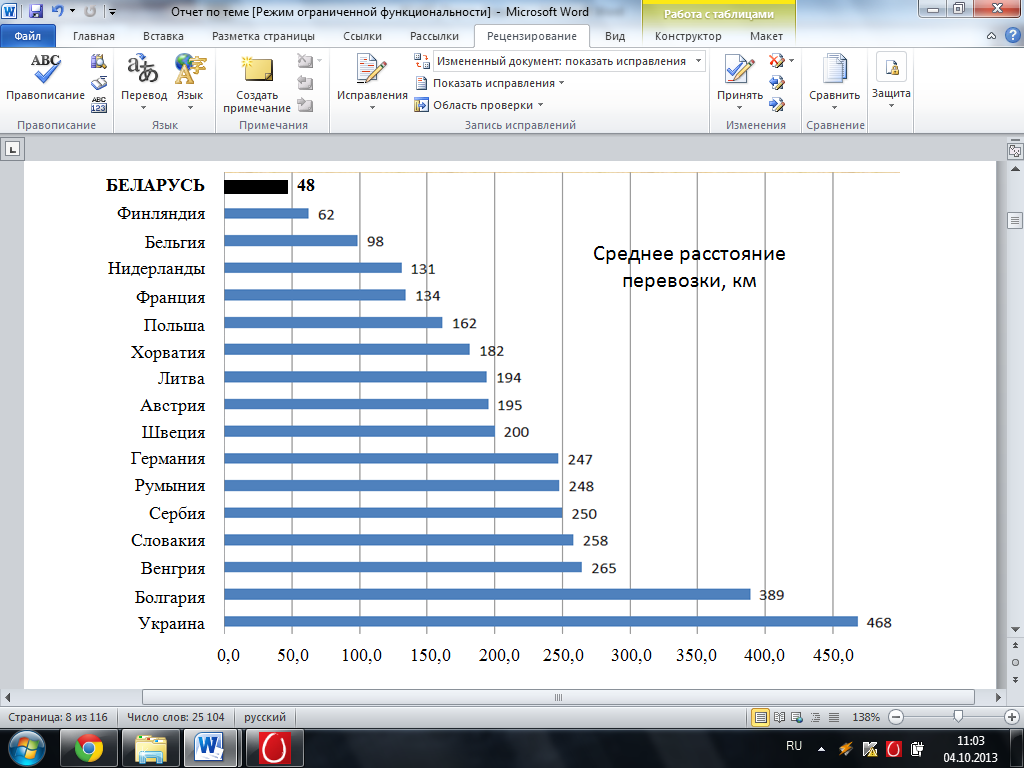 Отчет по теме [Режим ограниченной функциональности] - Microsoft Word
Работа с таблицами
Файл Главная Вставка Разметка страницы Ссылки Рассылки Рецензирование Вид Конструктор Макет
ABC
Правописание
ABC
123
Правописание
Перевод
Язык
Язык
Создать примечание
Примечания
Исправления
Измененный документ: показать исправления
Показать исправления
Область проверки
Запись исправлений
Принять
Изменения
Сравнить
Сравнение
Защита
БЕЛАРУСЬ 48
Финляндия 62
Бельгия 98
Среднее расстояние
перевозки, км
Нидерланды 131
Франция 134
Польша 162
Хорватия 182
Литва 194
Австрия 195
Швеция 200
Германия 247
Румыния 248
Сербия 250
Словакия 258
Венгрия 265
Болгария 389
Украина 468
0,0 50,0 100,0 150,0 200,0 250,0 300,0 350,0 400,0 450,0
Страница: 8 из 116 Число слов: 25 104 русский 138%
RU 11:03
04.10.2013